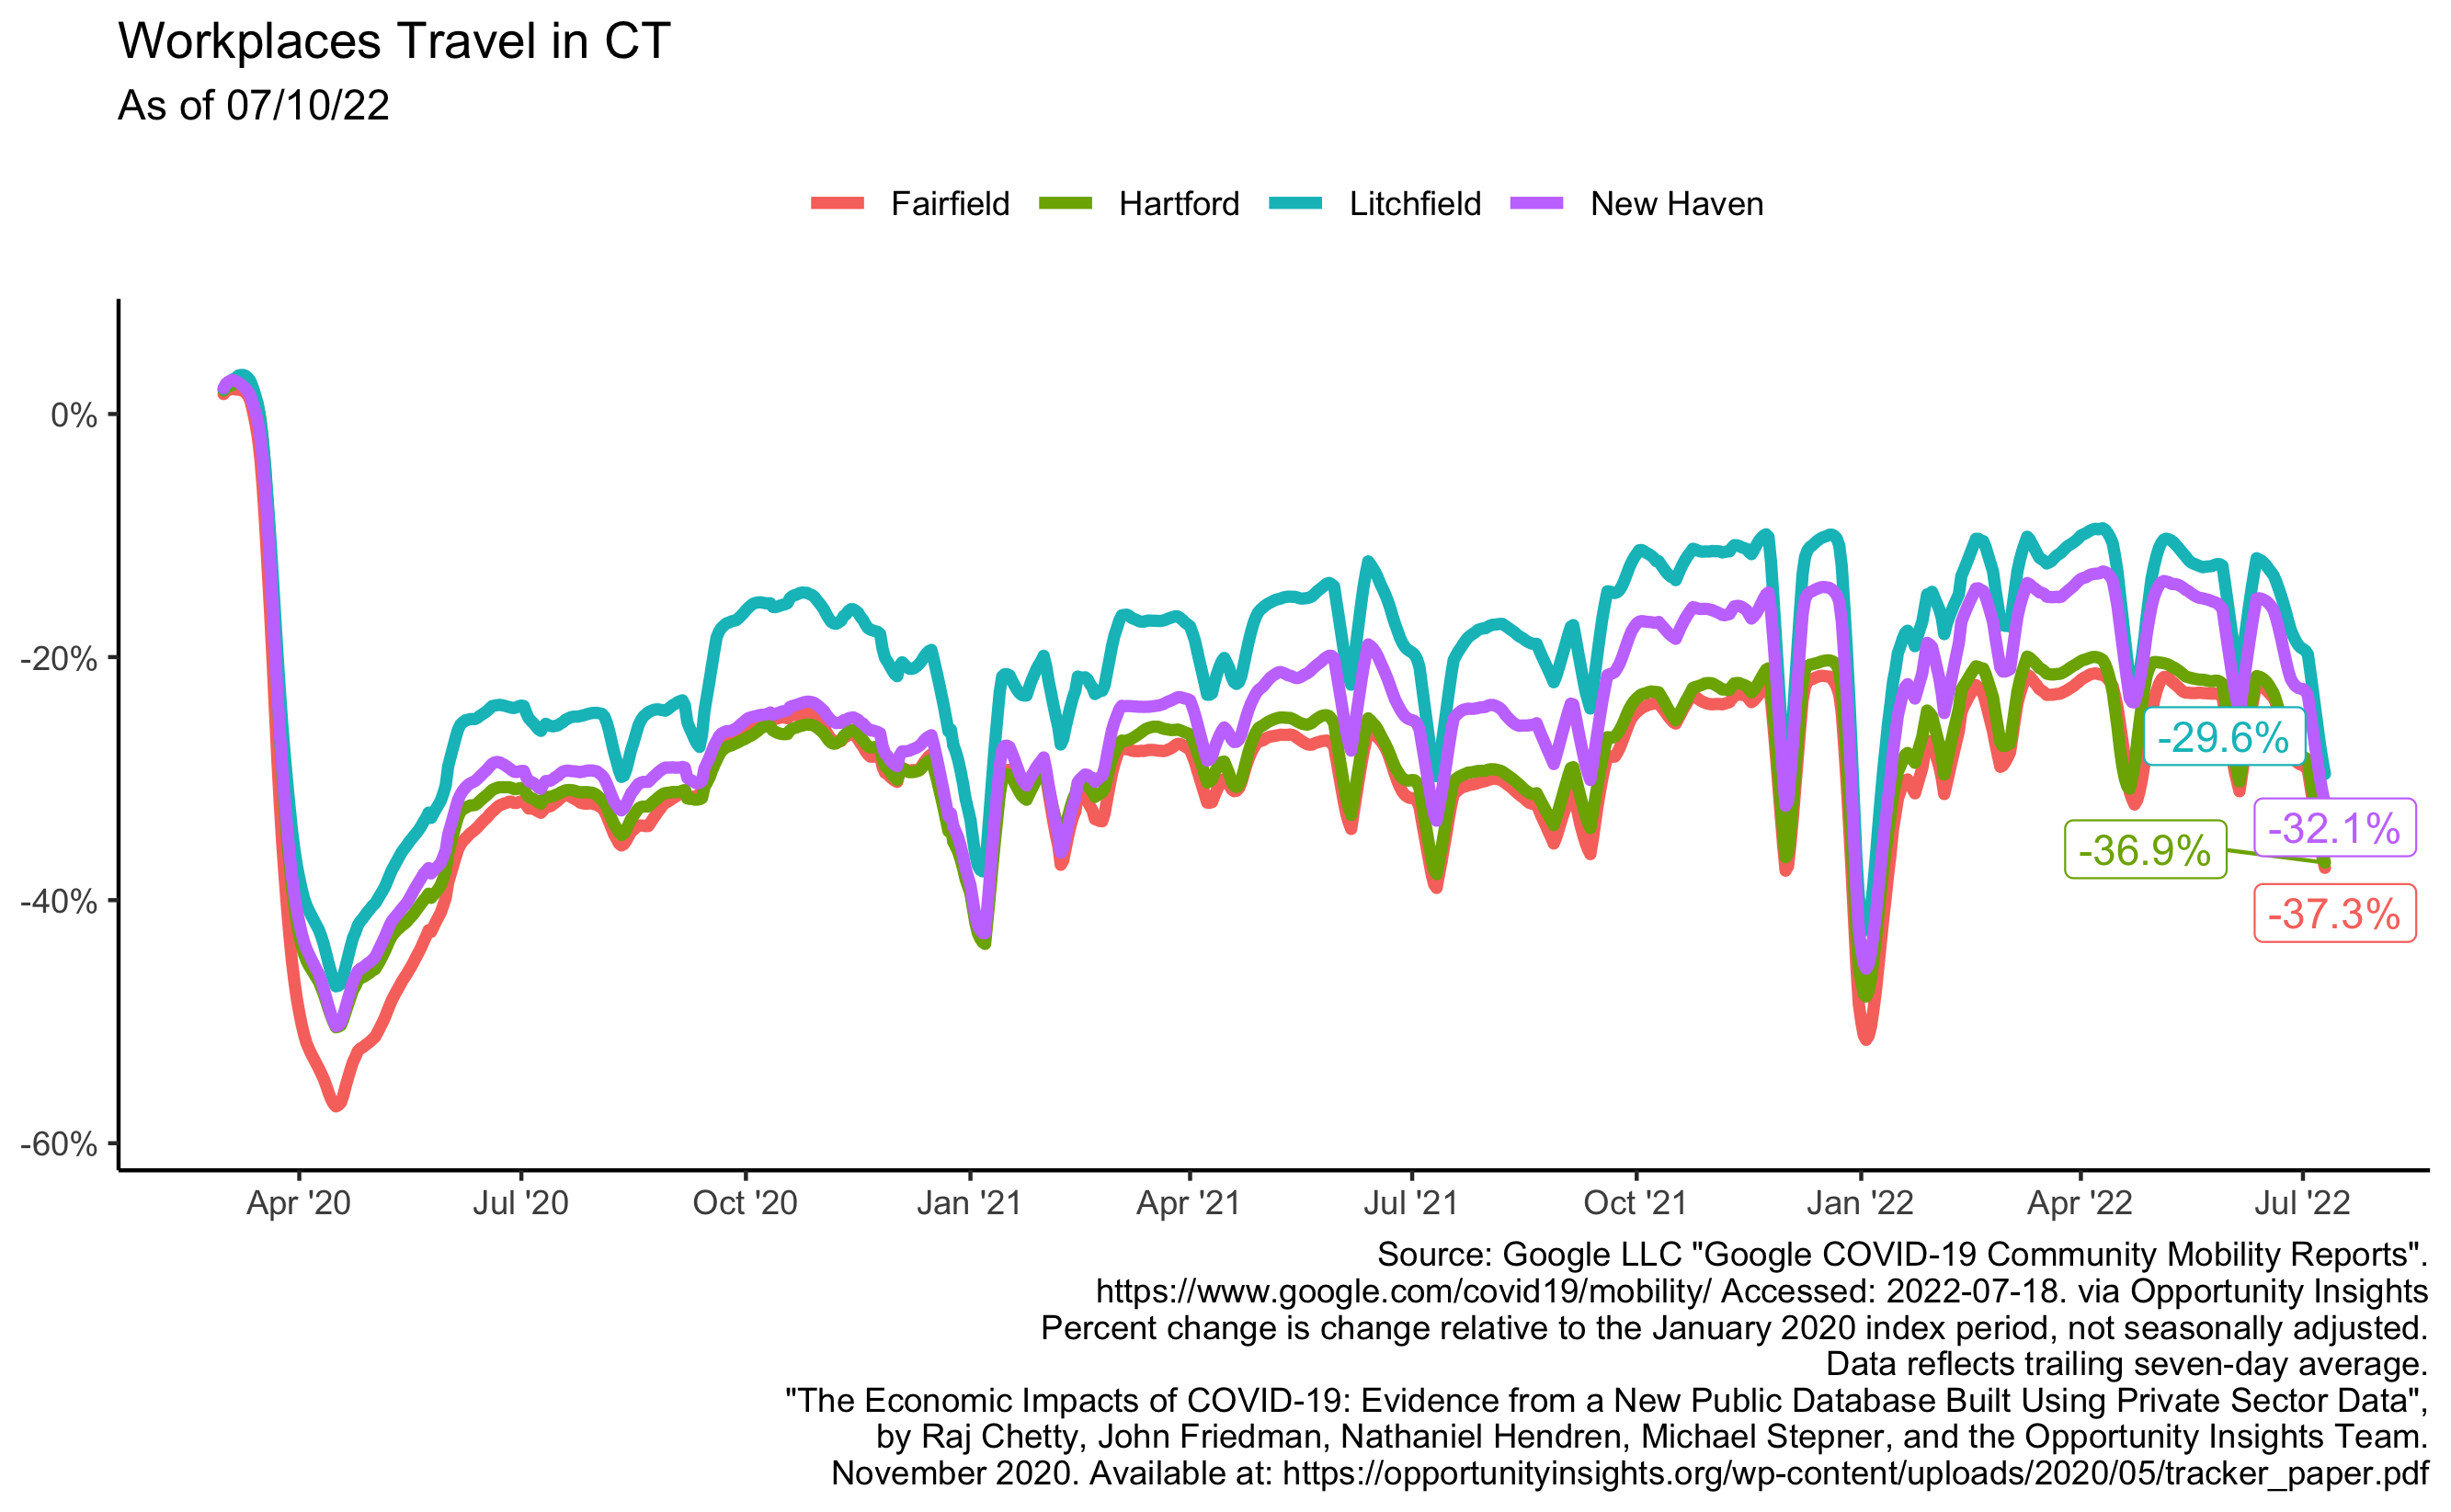 Workplaces Travel in CT
As of 07/10/22
Fairfield Hartford Litchfield New Haven
0%
-20%
-40%
-60%
-29.6%
-32.1%
-36.9%
-37.3%
Apr '20 Jul '20 Oct '20 Jan '21 Apr '21 Jul '21 Oct '21 Jan '22 Apr '22 Jul '22
Source: Google LLC "Google COVID-19 Community Mobility Reports".
https://www.google.com/covid19/mobility/ Accessed: 2022-07-18. via Opportunity Insights
Percent change is change relative to the January 2020 index period, not seasonally adjusted.
Data reflects trailing seven-day average.
"The Economic Impacts of COVID-19: Evidence from a New Public Database Built Using Private Sector Data",
by Raj Chetty, John Friedman, Nathaniel Hendren, Michael Stepner, and the Opportunity Insights Team.
November 2020. Available at: https://opportunityinsights.org/wp-content/uploads/2020/05/tracker_paper.pdf